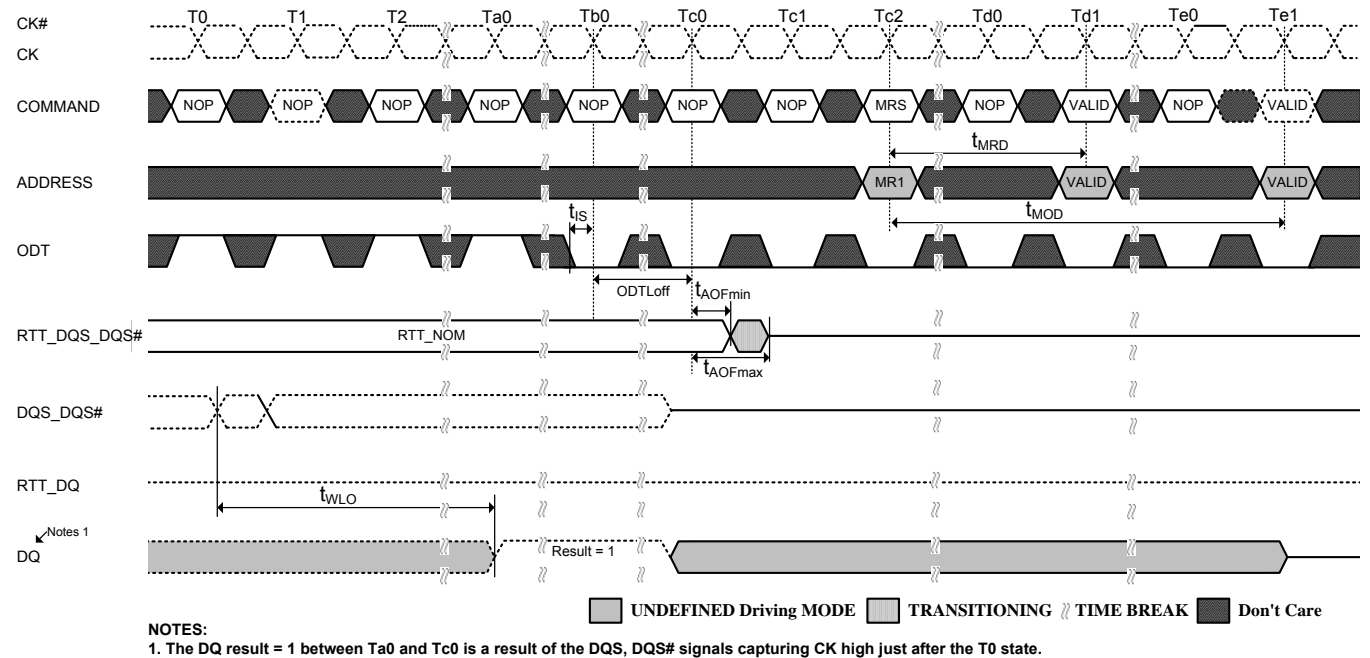 CK#
CK
T0 T1 T2 Ta0 Tb0 Tc0 Tc1 Tc2 Td0 Td1 Te0 Te1
COMMAND NOP NOP NOP NOP NOP NOP NOP MRS NOP VALID NOP VALID
tMRD
ADDRESS MR1 VALID VALID
tIS tMOD
ODT
ODTLoff tAOFmin
RTT_DQS_DQS# RTT_NOM
tAOFmax
DQS_DQS#
RTT_DQ
tWLO
Notes 1
DQ Result = 1
UNDEFINED Driving MODE TRANSITIONING TIME BREAK Don't Care
NOTES:
1. The DQ result = 1 between Ta0 and Tc0 is a result of the DQS, DQS# signals capturing CK high just after the T0 state.